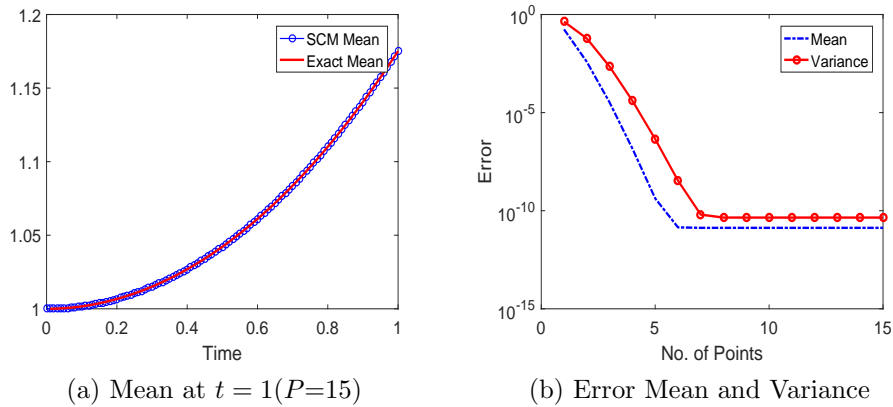 1.2
1.15
1.1
1.05
1
0
0.2
0.4
0.6
0.8
1
Time
SCM Mean
Exact Mean
(a) Mean at t = 1(P=15)
10^0
10^-5
10^-10
10^-15
Error
0
5
10
15
No. of Points
Mean
Variance
(b) Error Mean and Variance